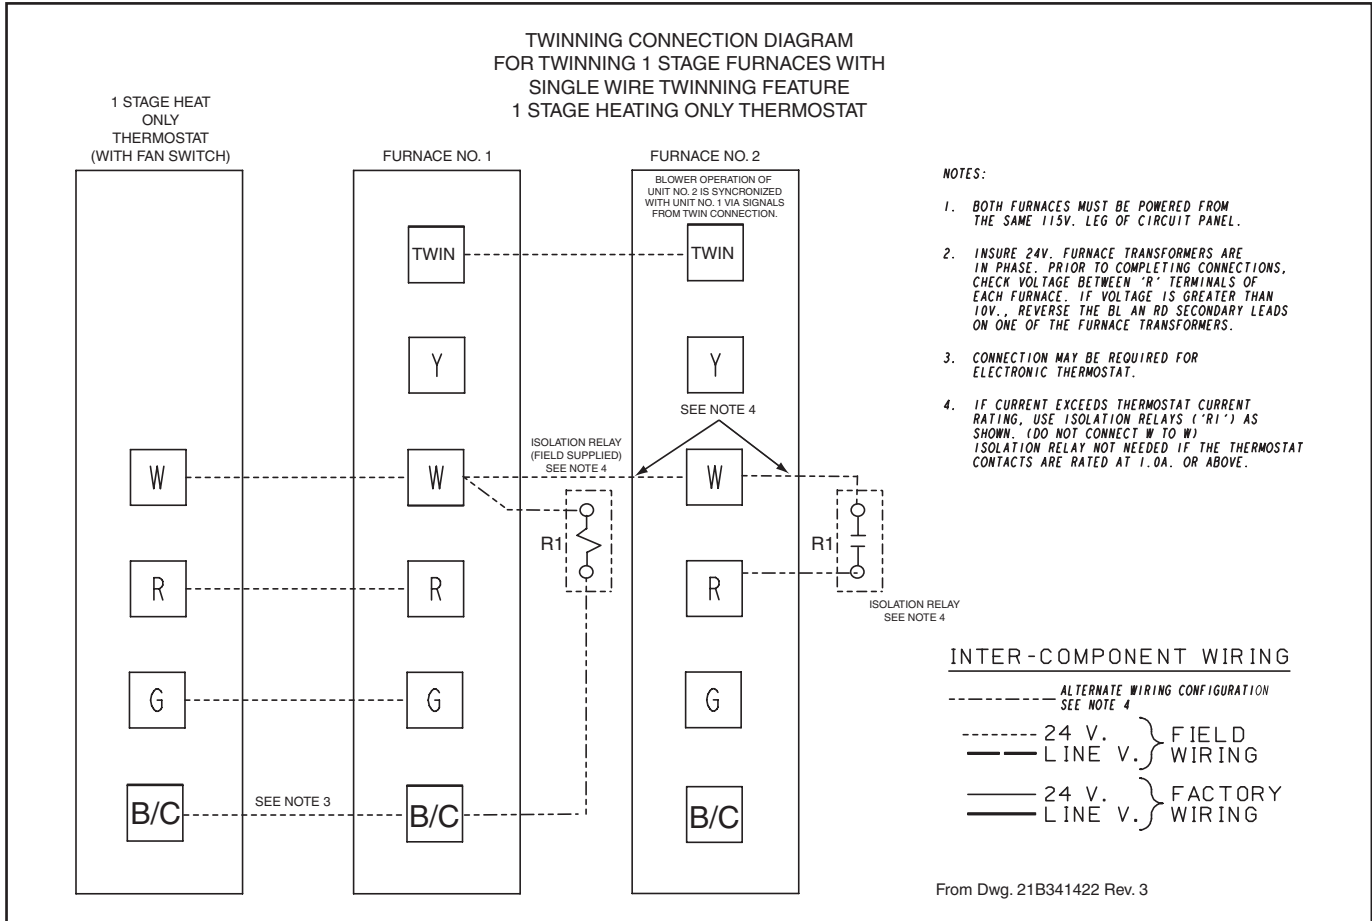 TWINNING CONNECTION DIAGRAM
FOR TWINNING 1 STAGE FURNACES WITH
SINGLE WIRE TWINNING FEATURE
1 STAGE HEATING ONLY THERMOSTAT
1 STAGE HEAT
ONLY
THERMOSTAT
(WITH FAN SWITCH)
W
R
G
B/C
SEE NOTE 3
FURNACE NO. 1
TWIN
Y
W
R
G
B/C
ISOLATION RELAY
(FIELD SUPPLIED)
SEE NOTE 4
R1
FURNACE NO. 2
BLOWER OPERATION OF
UNIT NO. 2 IS SYNCRONIZED
WITH UNIT NO. 1 VIA SIGNALS
FROM TWIN CONNECTION.
TWIN
Y
SEE NOTE 4
W
R
G
B/C
R1
ISOLATION RELAY
SEE NOTE 4
NOTES:
1. BOTH FURNACES MUST BE POWERED FROM
THE SAME 115V. LEG OF CIRCUIT PANEL.
2. INSURE 24V. FURNACE TRANSFORMERS ARE
IN PHASE. PRIOR TO COMPLETING CONNECTIONS,
CHECK VOLTAGE BETWEEN 'R' TERMINALS OF
EACH FURNACE. IF VOLTAGE IS GREATER THAN
10V., REVERSE THE BL AN RD SECONDARY LEADS
ON ONE OF THE FURNACE TRANSFORMERS.
3. CONNECTION MAY BE REQUIRED FOR
ELECTRONIC THERMOSTAT.
4. IF CURRENT EXCEEDS THERMOSTAT CURRENT
RATING, USE ISOLATION RELAYS ('R1') AS
SHOWN. (DO NOT CONNECT W TO W)
ISOLATION RELAY NOT NEEDED IF THE THERMOSTAT
CONTACTS ARE RATED AT 1.0A. OR ABOVE.
INTER-COMPONENT WIRING
ALTERNATE WIRING CONFIGURATION
SEE NOTE 4
24 V.
LINE V.
FIELD
WIRING
24 V.
LINE V.
FACTORY
WIRING
From Dwg. 21B341422 Rev. 3